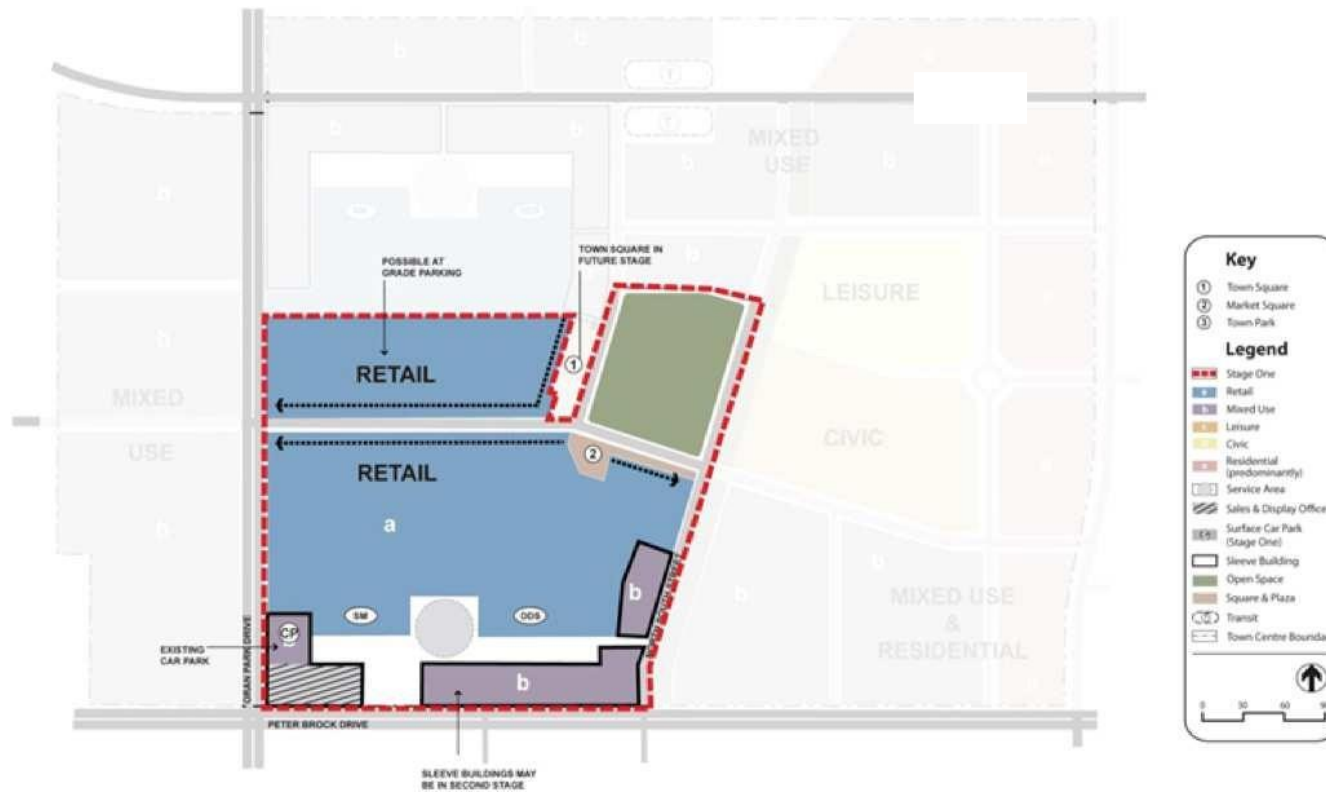 b
b
MIXED
USE
b
b
b
b
b
b
POSSIBLE AT
GRADE PARKING
TOWN SQUARE IN
FUTURE STAGE
b
LEISURE
RETAIL
1
MIXED
USE
RETAIL
2
CIVIC
a
b
SM
ODS
b
b
b
MIXED USE
&
RESIDENTIAL
EXISTING
CAR PARK
CP
b
ORAN PARK DRIVE
PETER BROCK DRIVE
SLEEVE BUILDINGS MAY
BE IN SECOND STAGE
Key
1 Town Square
2 Market Square
3 Town Park
Legend
Stage One
a Retail
b Mixed Use
Leisure
Civic
Residential
(predominantly)
Service Area
Sales & Display Office
Surface Car Park
(Stage One)
Sleeve Building
Open Space
Square & Plaza
Transit
Town Centre Bounda
0 30 60 90